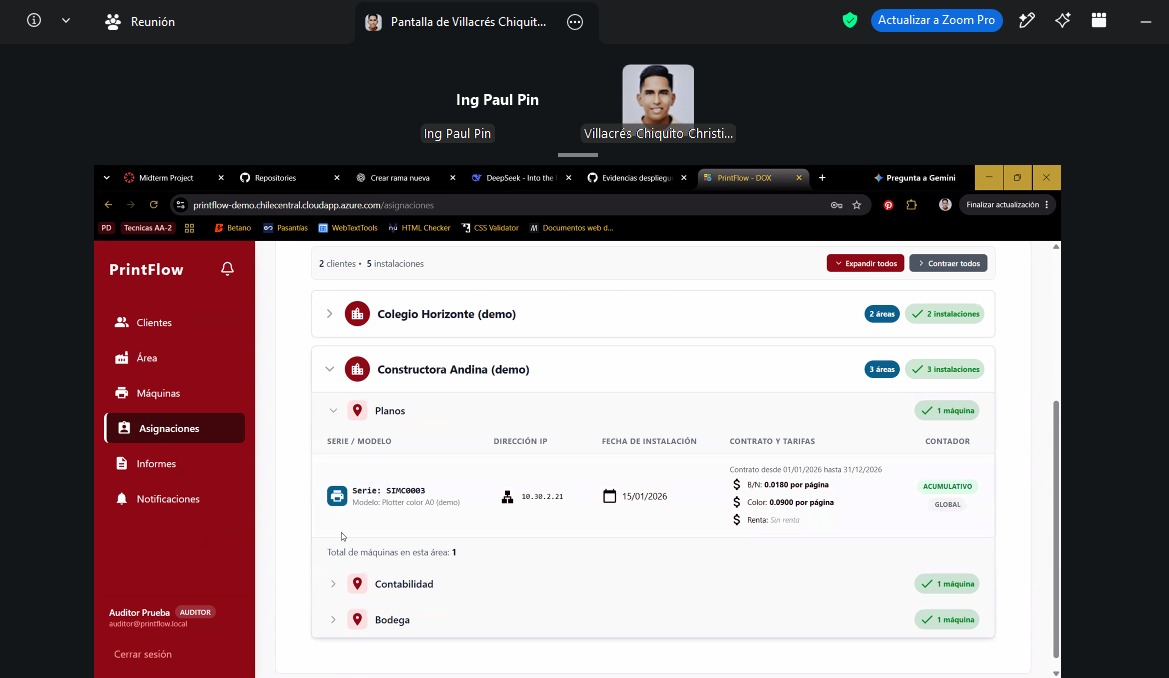 Reunión
Pantalla de Villacrés Chiquit...
Actualizar a Zoom Pro
Ing Paul Pin
Ing Paul Pin
Villacrés Chiquito Christi...
Midterm Project
Repositories
Crear rama nueva
DeepSeek - Into the
Evidencias despliegu
PrintFlow - DOX
Pregunta a Gemini
printflow-demo.chilecentral.cloudapp.azure.com/asignaciones
Finalizar actualización
PD
Tecnicas AA-2
Betano
Pasantías
WebTextTools
HTML Checker
CSS Validator
Documentos web d...
PrintFlow
Clientes
Área
Máquinas
Asignaciones
Informes
Notificaciones
Auditor Prueba AUDITOR
auditor@printflow.local
Cerrar sesión
2 clientes • 5 instalaciones
Expandir todos
Contraer todos
Colegio Horizonte (demo)
2 áreas
2 instalaciones
Constructora Andina (demo)
3 áreas
3 instalaciones
Planos
1 máquina
SERIE / MODELO
DIRECCIÓN IP
FECHA DE INSTALACIÓN
CONTRATO Y TARIFAS
CONTADOR
Serie: SIMC0003
Modelo: Plotter color A0 (demo)
10.30.2.21
15/01/2026
Contrato desde 01/01/2026 hasta 31/12/2026
$ B/N: 0.0180 por página
$ Color: 0.0900 por página
$ Renta: Sin renta
ACUMULATIVO
GLOBAL
Total de máquinas en esta área: 1
Contabilidad
1 máquina
Bodega
1 máquina